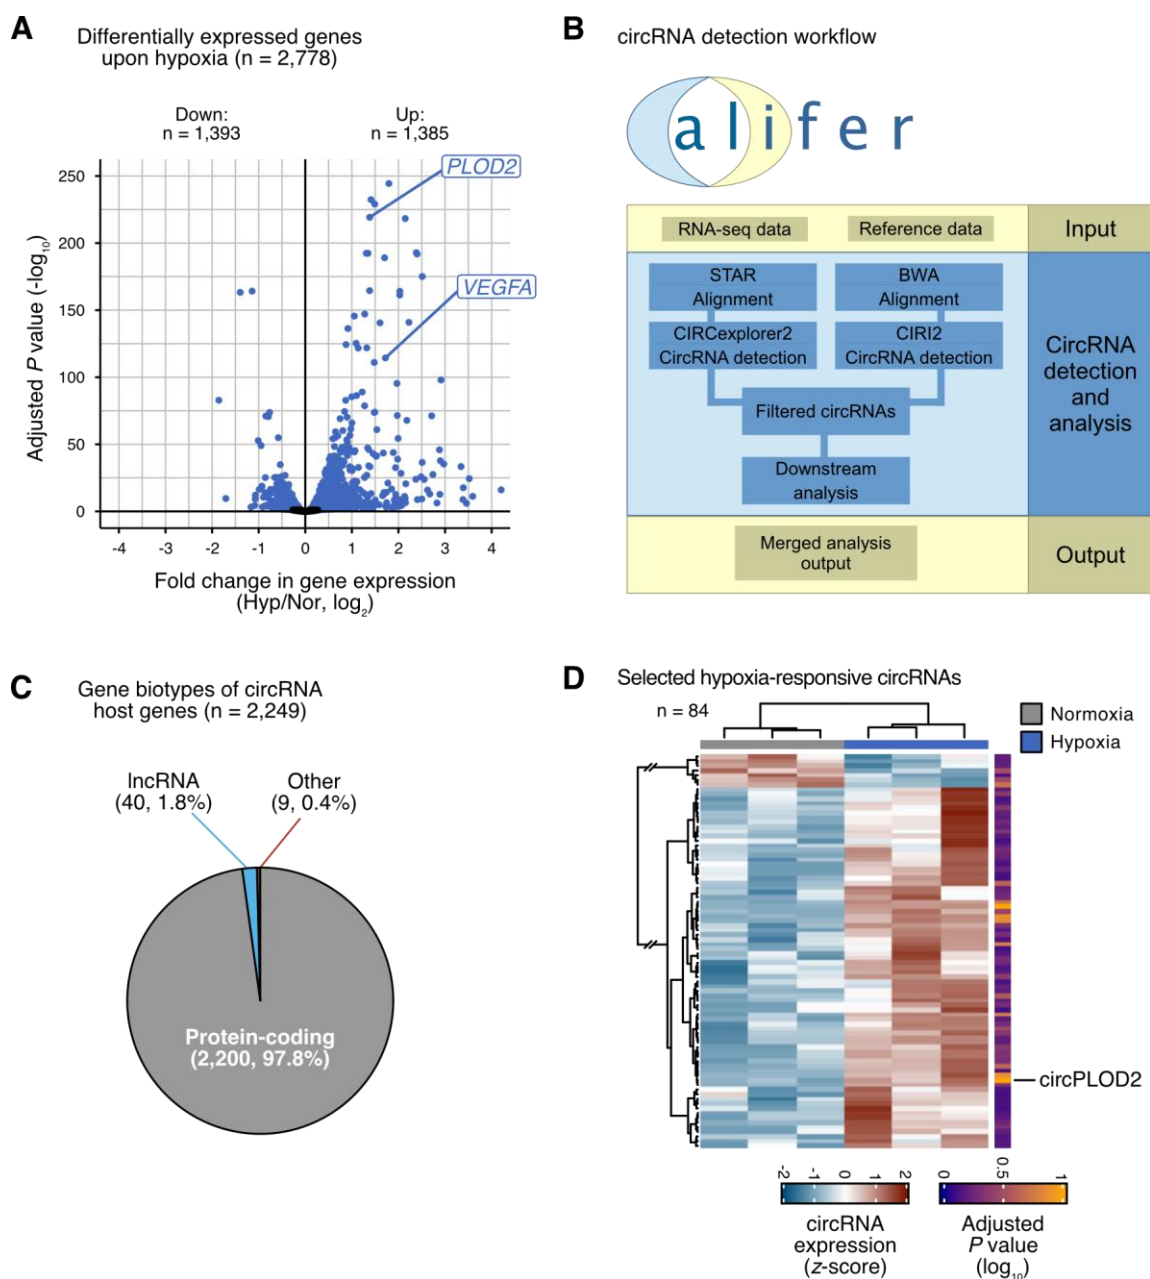 A
Differentially expressed genes
upon hypoxia (n = 2,778)
Down:
n = 1,393
Up:
n = 1,385
PLOD2
VEGFA
250
200
150
100
50
0
Adjusted P value (-log10)
-4 -3 -2 -1 0 1 2 3 4
Fold change in gene expression
(Hyp/Nor, log2)
B
circRNA detection workflow
alifer
RNA-seq data
Reference data
Input
STAR
Alignment
BWA
Alignment
CIRCexplorer2
CircRNA detection
CIRI2
CircRNA detection
Filtered circRNAs
Downstream
analysis
CircRNA
detection
and
analysis
Merged analysis
output
Output
C
Gene biotypes of circRNA
host genes (n = 2,249)
lncRNA
(40, 1.8%)
Other
(9, 0.4%)
Protein-coding
(2,200, 97.8%)
D
Selected hypoxia-responsive circRNAs
n = 84
Normoxia
Hypoxia
circPLOD2
-2 -1 0 1 2
circRNA
expression
(z-score)
0 0.5 1
Adjusted
P value
(log10)